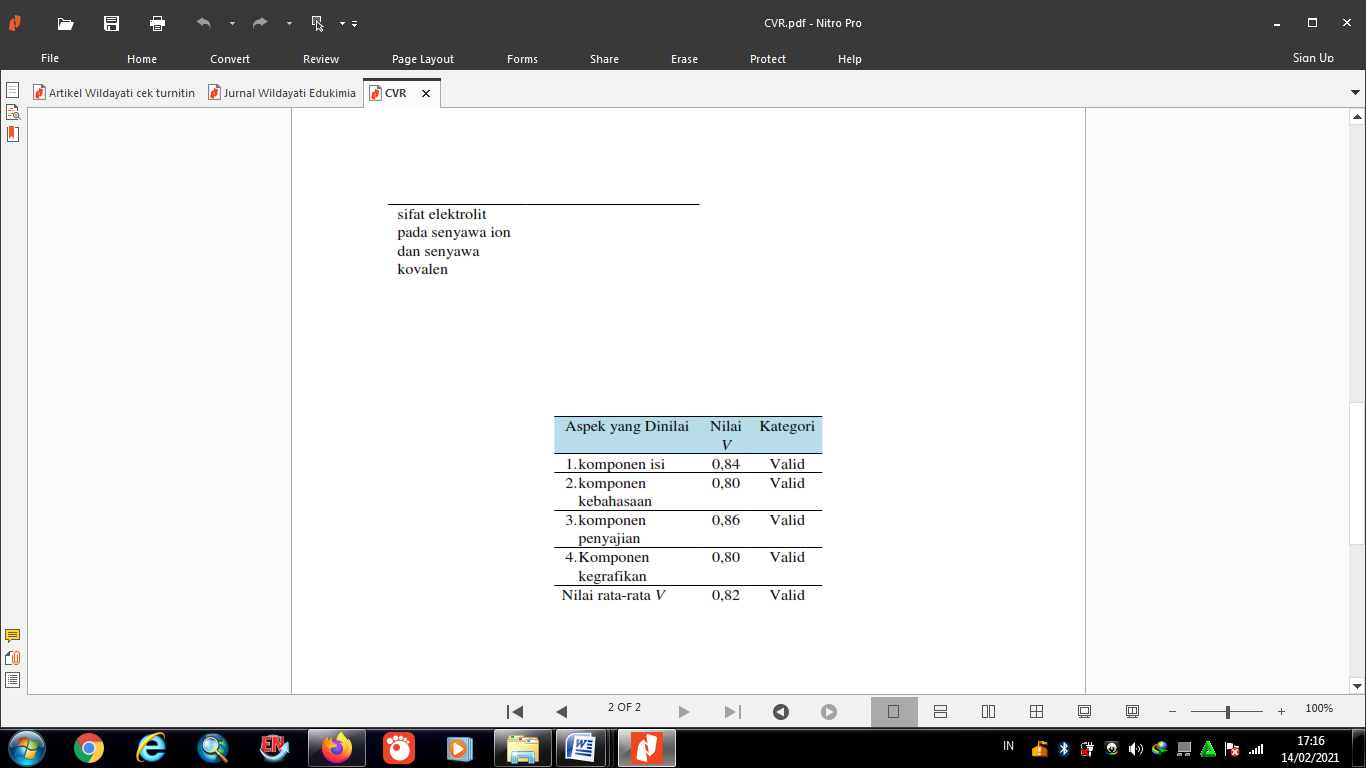 CVR.pdf - Nitro Pro
File Home Convert Review Page Layout Forms Share Erase Protect Help Sign Up
Artikel Wildayati cek turnitin Jurnal Wildayati Edukimia CVR
sifat elektrolit
pada senyawa ion
dan senyawa
kovalen
Aspek yang Dinilai Nilai Kategori
V
1.komponen isi 0,84 Valid
2.komponen 0,80 Valid
kebahasaan
3.komponen 0,86 Valid
penyajian
4.Komponen 0,80 Valid
kegrafikan
Nilai rata-rata V 0,82 Valid
2 OF 2 100%
EN W IN 17:16
14/02/2021